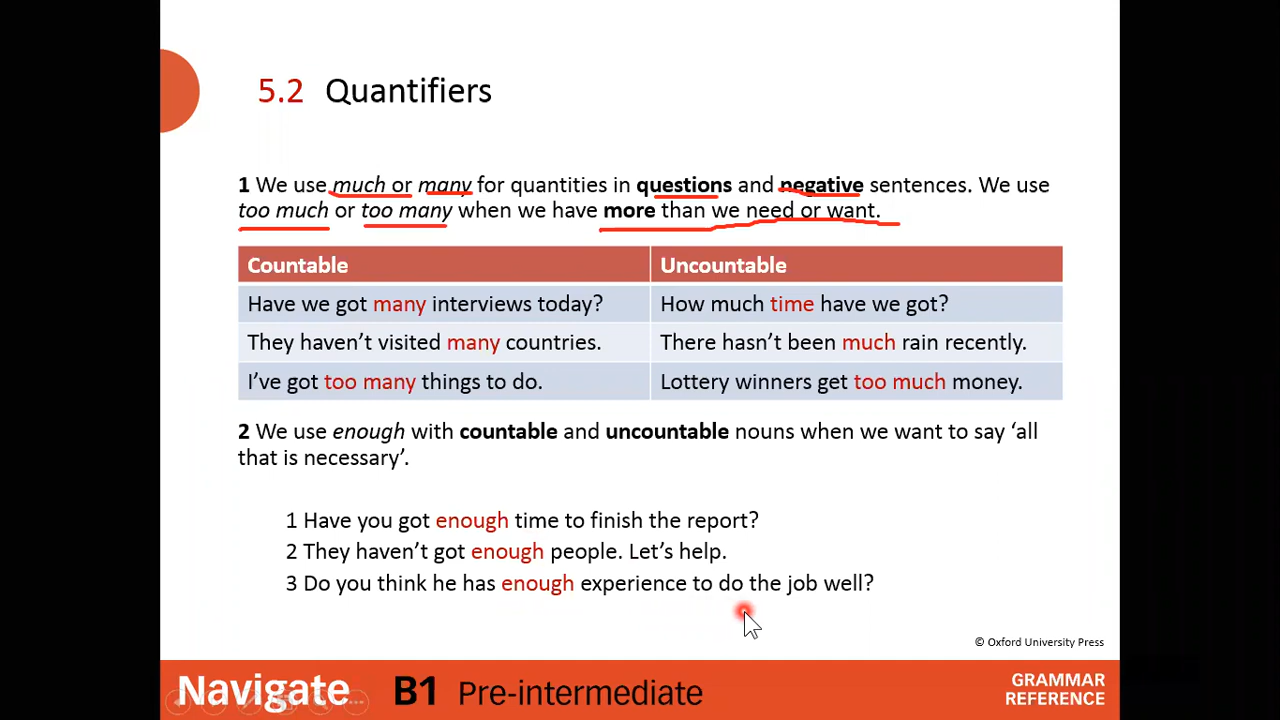 5.2 Quantifiers
1 We use much or many for quantities in questions and negative sentences. We use
too much or too many when we have more than we need or want.
Countable Uncountable
Have we got many interviews today? How much time have we got?
They haven’t visited many countries. There hasn’t been much rain recently.
I’ve got too many things to do. Lottery winners get too much money.
2 We use enough with countable and uncountable nouns when we want to say ‘all
that is necessary’.
1 Have you got enough time to finish the report?
2 They haven’t got enough people. Let’s help.
3 Do you think he has enough experience to do the job well?
© Oxford University Press
Navigate B1 Pre-intermediate
GRAMMAR
REFERENCE